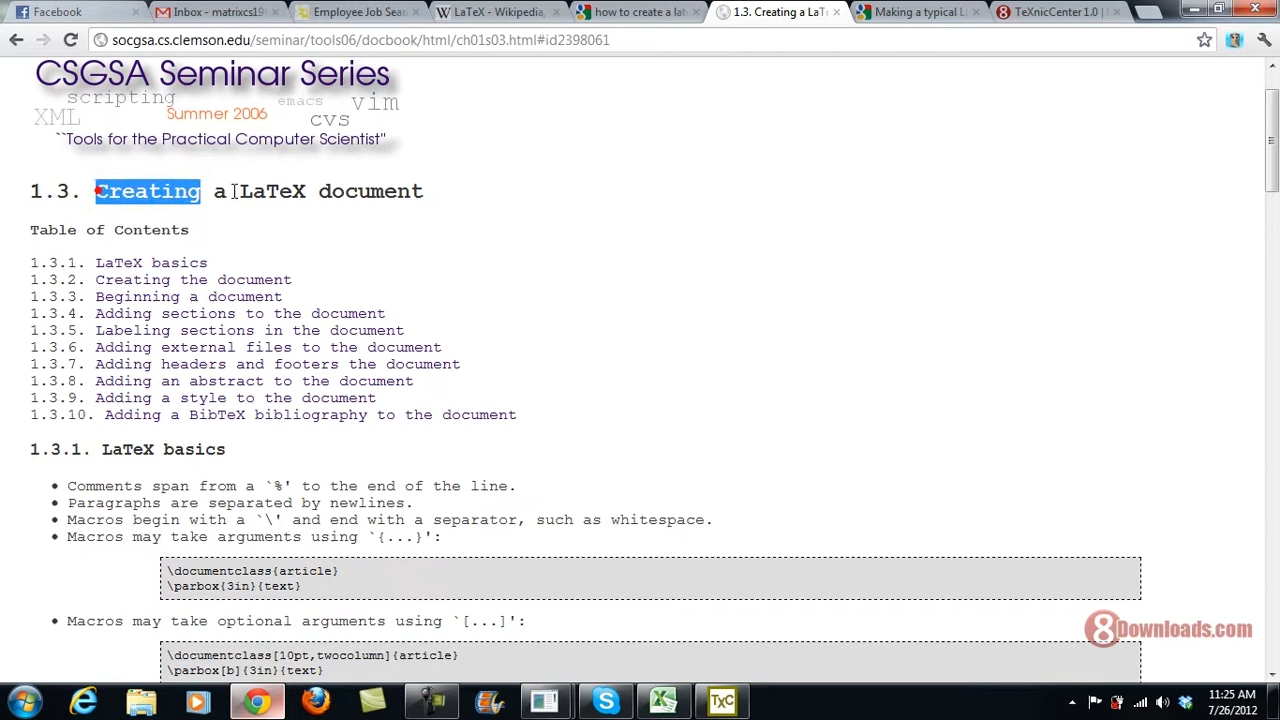 Facebook
Inbox - matrixcs19
Employee Job Sea
LaTeX - Wikipedia,
how to create a lat
1.3. Creating a LaTe
Making a typical L
TeXnicCenter 1.0 |
socgsa.cs.clemson.edu/seminar/tools06/docbook/html/ch01s03.html#id2398061
CSGSA Seminar Series
scripting
emacs
vim
XML
Summer 2006
cvs
``Tools for the Practical Computer Scientist"
1.3. Creating a LaTeX document
Table of Contents
1.3.1. LaTeX basics
1.3.2. Creating the document
1.3.3. Beginning a document
1.3.4. Adding sections to the document
1.3.5. Labeling sections in the document
1.3.6. Adding external files to the document
1.3.7. Adding headers and footers the document
1.3.8. Adding an abstract to the document
1.3.9. Adding a style to the document
1.3.10. Adding a BibTeX bibliography to the document
1.3.1. LaTeX basics
• Comments span from a `%' to the end of the line.
• Paragraphs are separated by newlines.
• Macros begin with a `\' and end with a separator, such as whitespace.
• Macros may take arguments using `{...}':
\documentclass{article}
\parbox{3in}{text}
• Macros may take optional arguments using `[...]':
8Downloads.com
\documentclass[10pt,twocolumn]{article}
\parbox[b]{3in}{text}
TXC
11:25 AM
7/26/2012